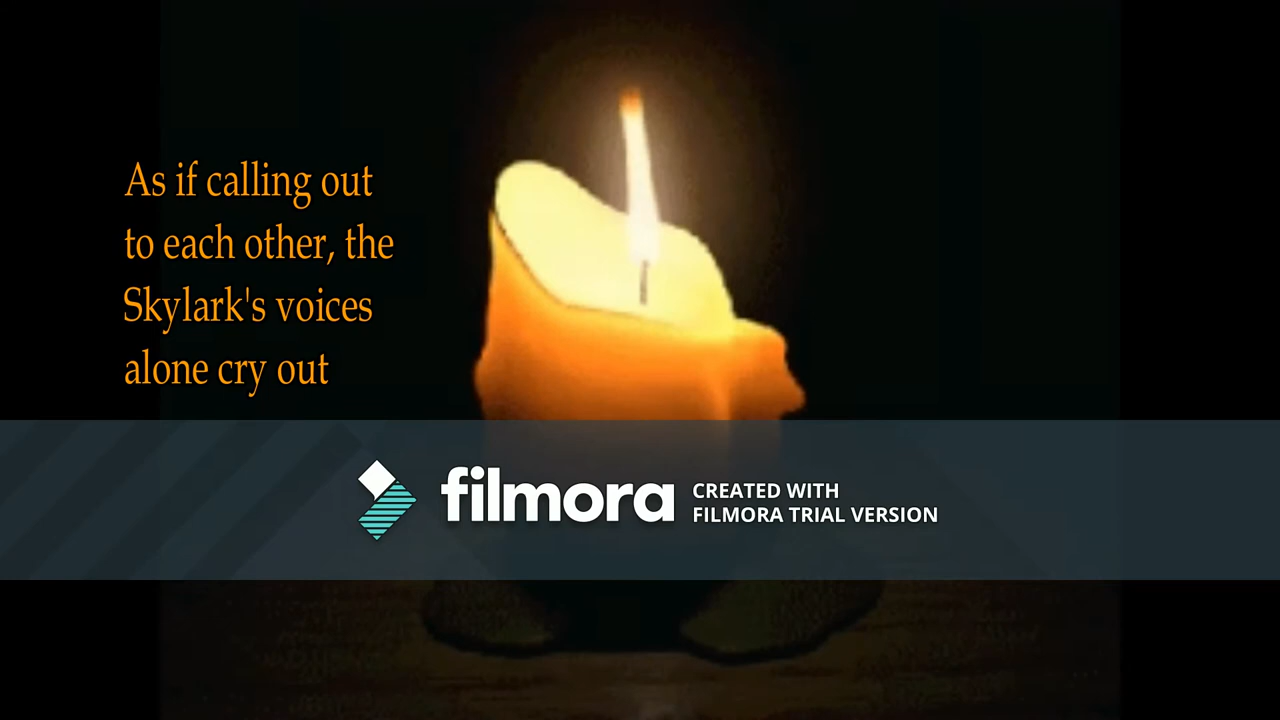 As if calling out
to each other, the
Skylark's voices
alone cry out
filmora
CREATED WITH
FILMORA TRIAL VERSION